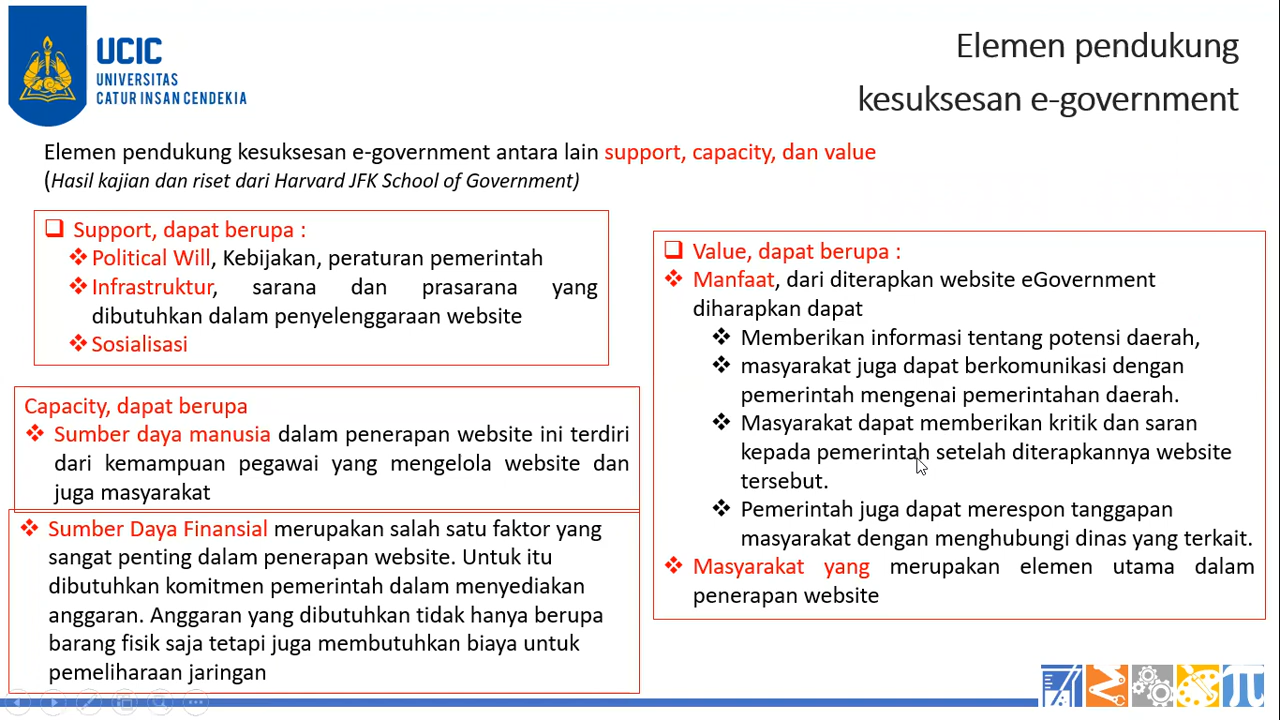 UCIC
UNIVERSITAS
CATUR INSAN CENDEKIA
Elemen pendukung
kesuksesan e-government
Elemen pendukung kesuksesan e-government antara lain support, capacity, dan value
(Hasil kajian dan riset dari Harvard JFK School of Government)
Support, dapat berupa :
Political Will, Kebijakan, peraturan pemerintah
Infrastruktur, sarana dan prasarana yang
dibutuhkan dalam penyelenggaraan website
Sosialisasi
Capacity, dapat berupa
Sumber daya manusia dalam penerapan website ini terdiri
dari kemampuan pegawai yang mengelola website dan
juga masyarakat
Sumber Daya Finansial merupakan salah satu faktor yang
sangat penting dalam penerapan website. Untuk itu
dibutuhkan komitmen pemerintah dalam menyediakan
anggaran. Anggaran yang dibutuhkan tidak hanya berupa
barang fisik saja tetapi juga membutuhkan biaya untuk
pemeliharaan jaringan
Value, dapat berupa :
Manfaat, dari diterapkan website eGovernment
diharapkan dapat
Memberikan informasi tentang potensi daerah,
masyarakat juga dapat berkomunikasi dengan
pemerintah mengenai pemerintahan daerah.
Masyarakat dapat memberikan kritik dan saran
kepada pemerintah setelah diterapkannya website
tersebut.
Pemerintah juga dapat merespon tanggapan
masyarakat dengan menghubungi dinas yang terkait.
Masyarakat yang merupakan elemen utama dalam
penerapan website